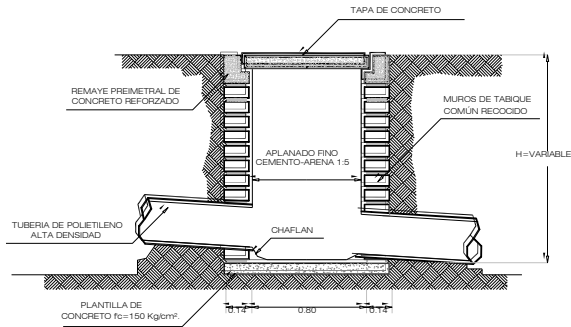 TAPA DE CONCRETO
REMAYE PREIMETRAL DE
CONCRETO REFORZADO
MUROS DE TABIQUE
COMÚN RECOCIDO
APLANADO FINO
CEMENTO-ARENA 1:5
H=VARIABLE
TUBERIA DE POLIETILENO
ALTA DENSIDAD
CHAFLAN
PLANTILLA DE
CONCRETO fc=150 Kg/cm².
0.14 0.80 0.14